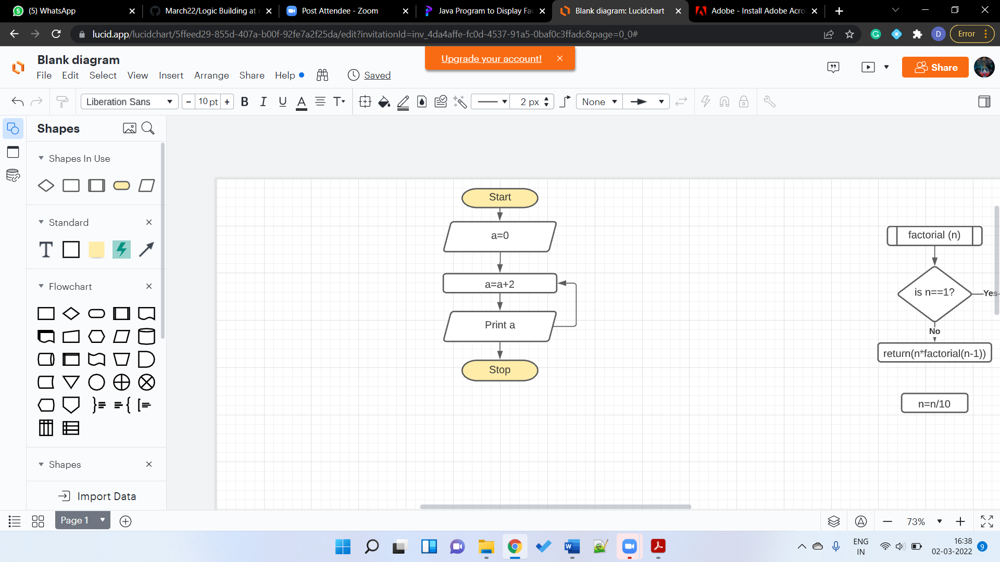 (5) WhatsApp
March22/Logic Building at
Post Attendee - Zoom
Java Program to Display Fa
Blank diagram: Lucidchart
Adobe - Install Adobe Acro
lucid.app/lucidchart/5ffeed29-855d-407a-b00f-92fe7a2f25da/edit?invitationId=inv_4da4affe-fc0d-4537-91a5-0baf0c3ffadc&page=0_0#
D
Error
Blank diagram
Upgrade your account!
File Edit Select View Insert Arrange Share Help
Saved
Share
Liberation Sans
- 10 pt +
B I U A T
2 px
None
Shapes
Shapes In Use
Standard
T
Flowchart
Shapes
Import Data
Start
a=0
a=a+2
Print a
Stop
factorial (n)
is n==1?
Yes
No
return(n*factorial(n-1))
n=n/10
Page 1
73%
ENG
IN
16:38
02-03-2022
9